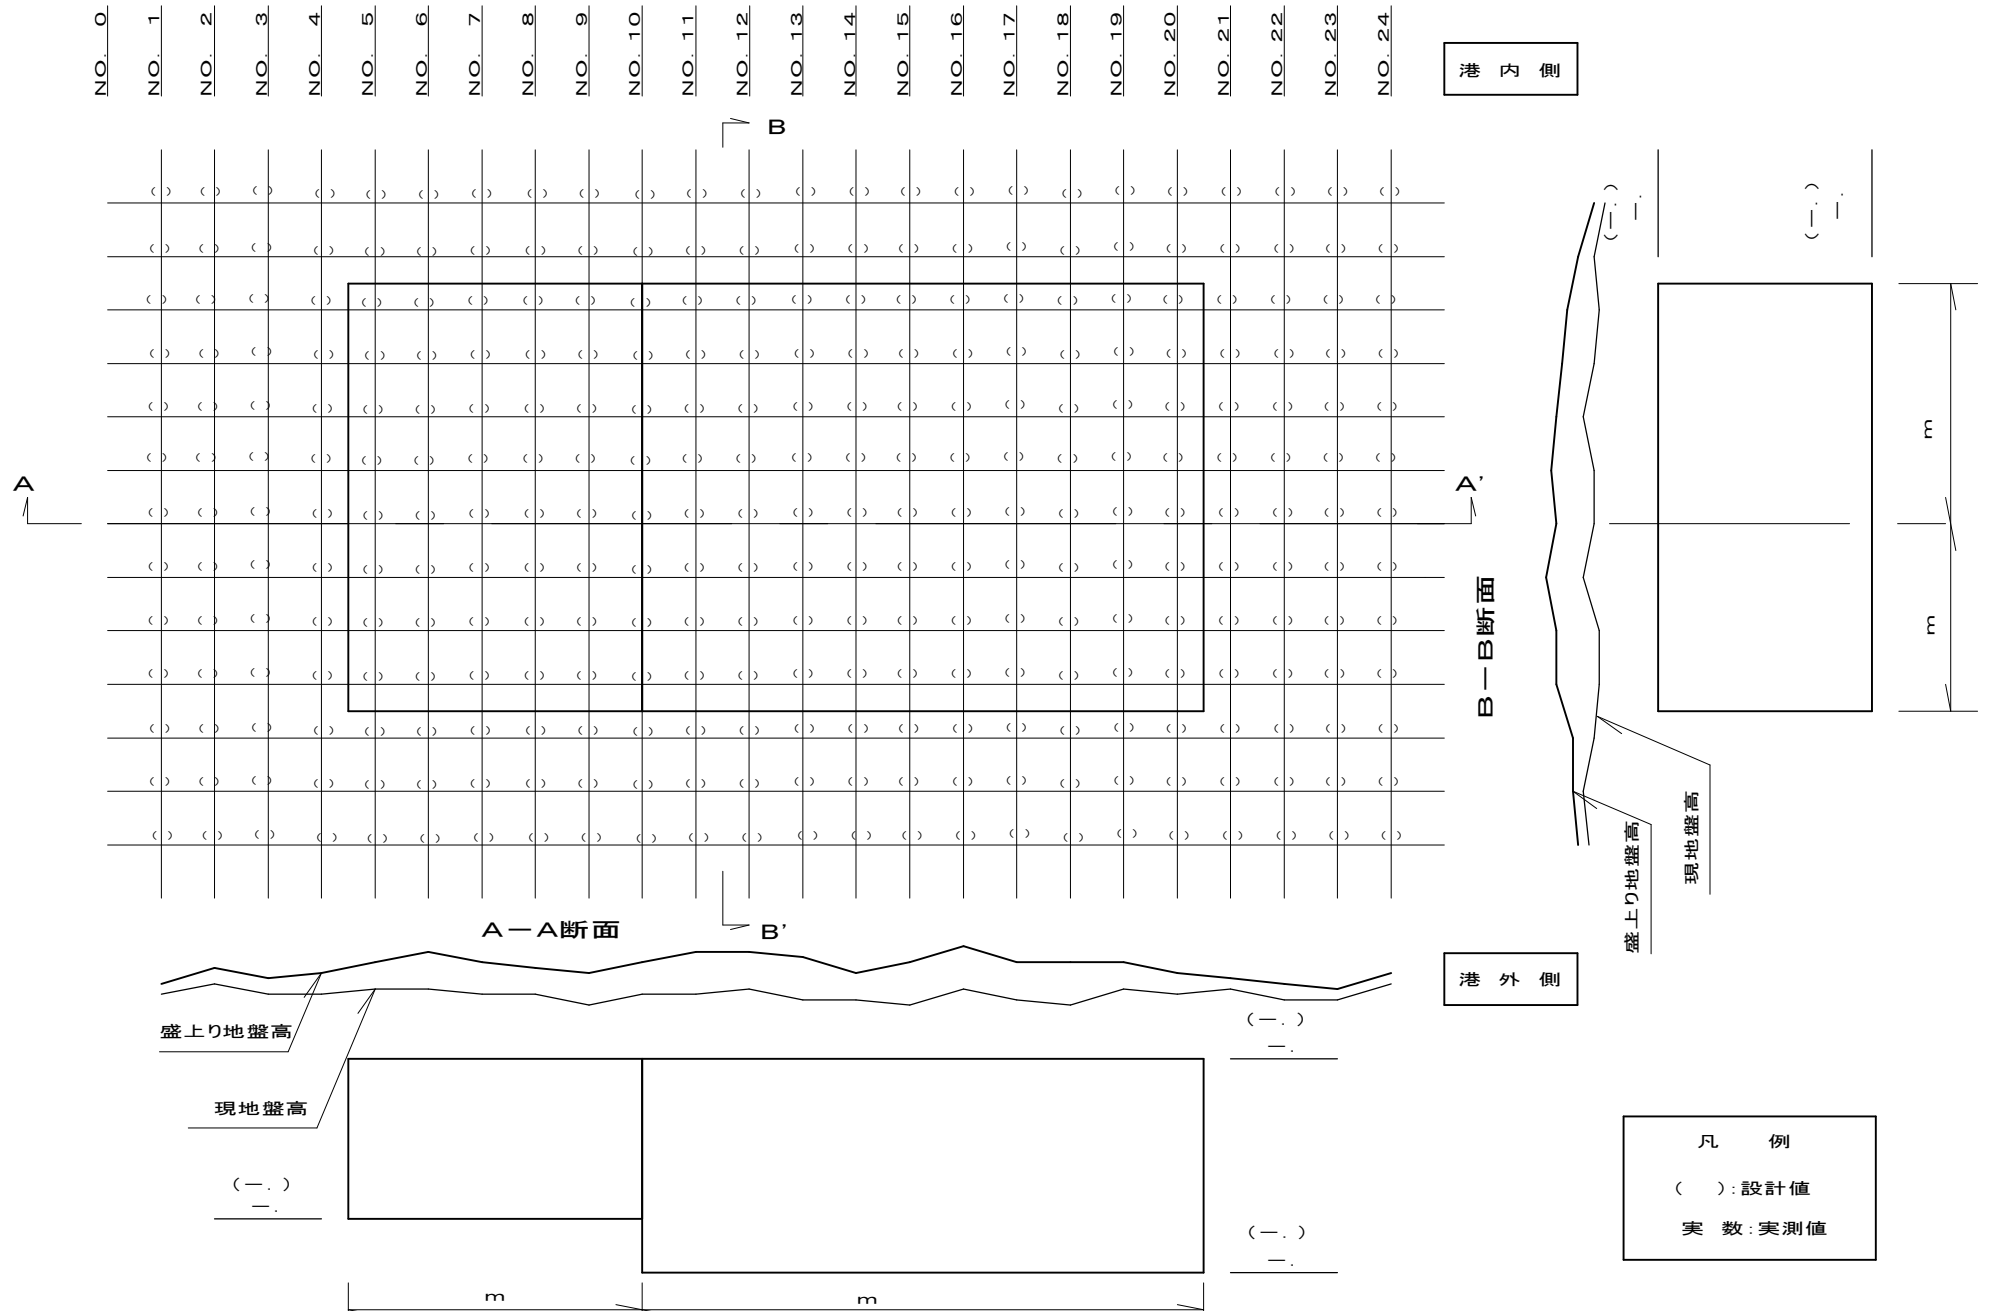 NO. 0
NO. 1
NO. 2
NO. 3
NO. 4
NO. 5
NO. 6
NO. 7
NO. 8
NO. 9
NO. 10
NO. 11
NO. 12
NO. 13
NO. 14
NO. 15
NO. 16
NO. 17
NO. 18
NO. 19
NO. 20
NO. 21
NO. 22
NO. 23
NO. 24
港 内 側
B
A
A'
B'
B－B断面
(－. )
－.
(－. )
－.
m
m
現地盤高
盛上り地盤高
A－A断面
港 外 側
盛上り地盤高
現地盤高
(－. )
－.
(－. )
－.
(－. )
－.
m
m
凡 例
( ):設計値
実 数:実測値